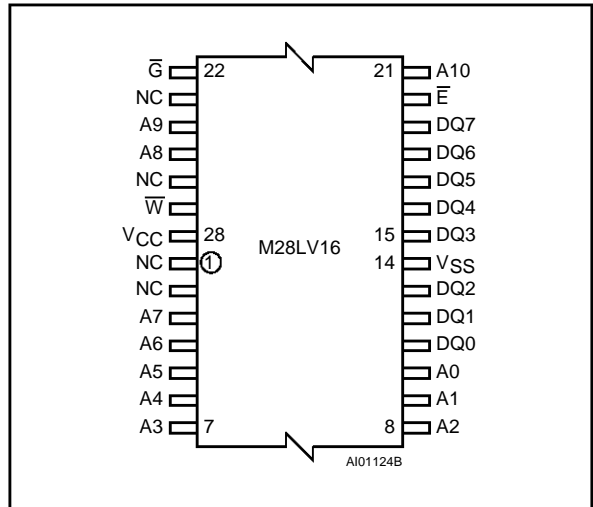 G̅ 22 21 A10
NC E̅
A9 DQ7
A8 DQ6
NC DQ5
W̅ DQ4
VCC 28 15 DQ3
M28LV16
NC 1 14 VSS
NC DQ2
A7 DQ1
A6 DQ0
A5 A0
A4 A1
A3 7 8 A2
AI01124B